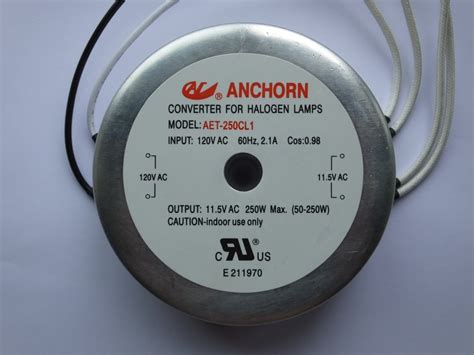 ANCHORN
CONVERTER FOR HALOGEN LAMPS
MODEL: AET-250CL1
INPUT: 120V AC 60Hz, 2.1A Cos:0.98
120V AC
11.5V AC
OUTPUT: 11.5V AC 250W Max. (50-250W)
CAUTION-indoor use only
C RU US
E 211970